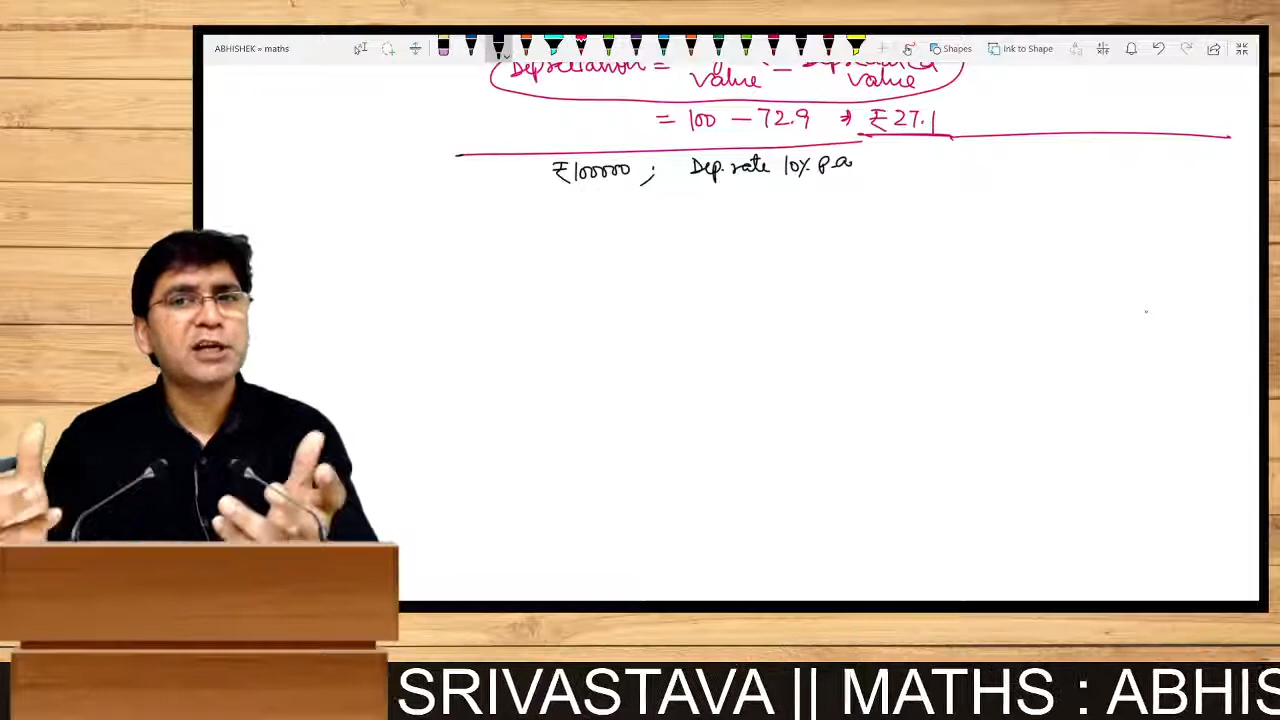 ABHISHEK » maths
Shapes
Ink to Shape
Depreciation = 
value — value
= 100 — 72.9 ⇒ ₹27.1
₹100000 ; Dep. rate 10% p.a
SRIVASTAVA || MATHS : ABHIS